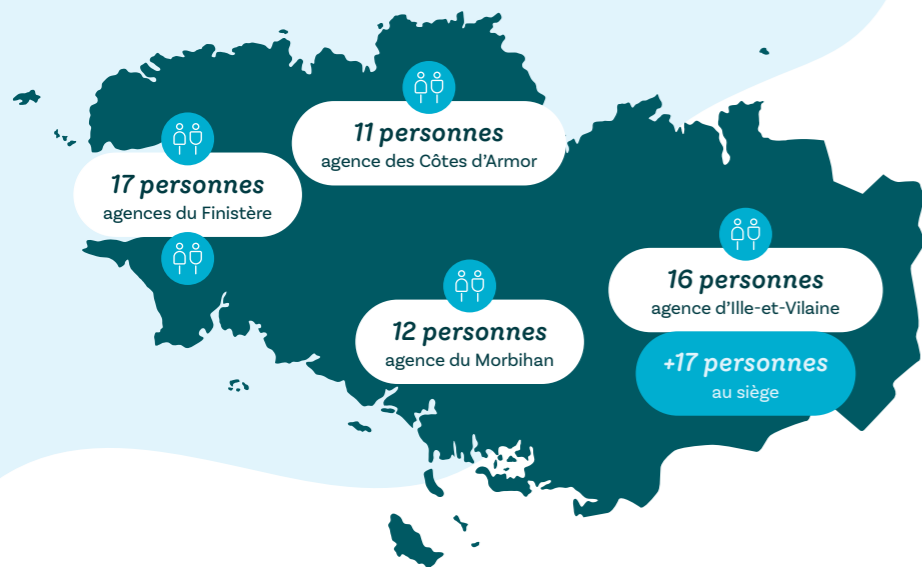 11 personnes
agence des Côtes d'Armor
17 personnes
agences du Finistère
16 personnes
agence d'Ille-et-Vilaine
12 personnes
agence du Morbihan
+17 personnes
au siège